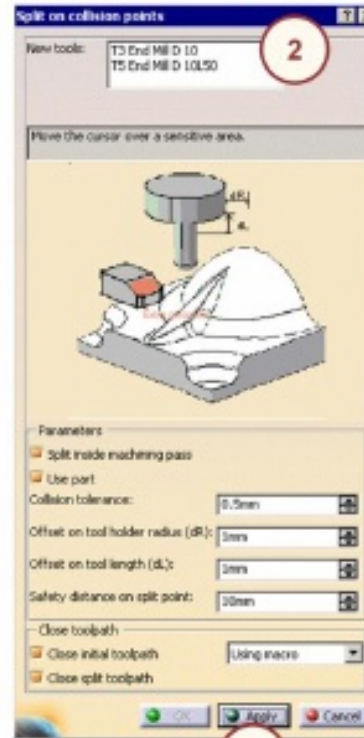 Split on collision points
2
New tools:
T3 End Mill D 10
T5 End Mill D 10L50
Move the cursor over a sensitive area.
dR
dL
Parameters
Split inside machining pass
Use part
Collision tolerance:
0.5mm
Offset on tool holder radius (dR):
1mm
Offset on tool length (dL):
1mm
Safety distance on split point:
10mm
Close toolpath
Close initial toolpath
Using macro
Close split toolpath
OK
Apply
Cancel